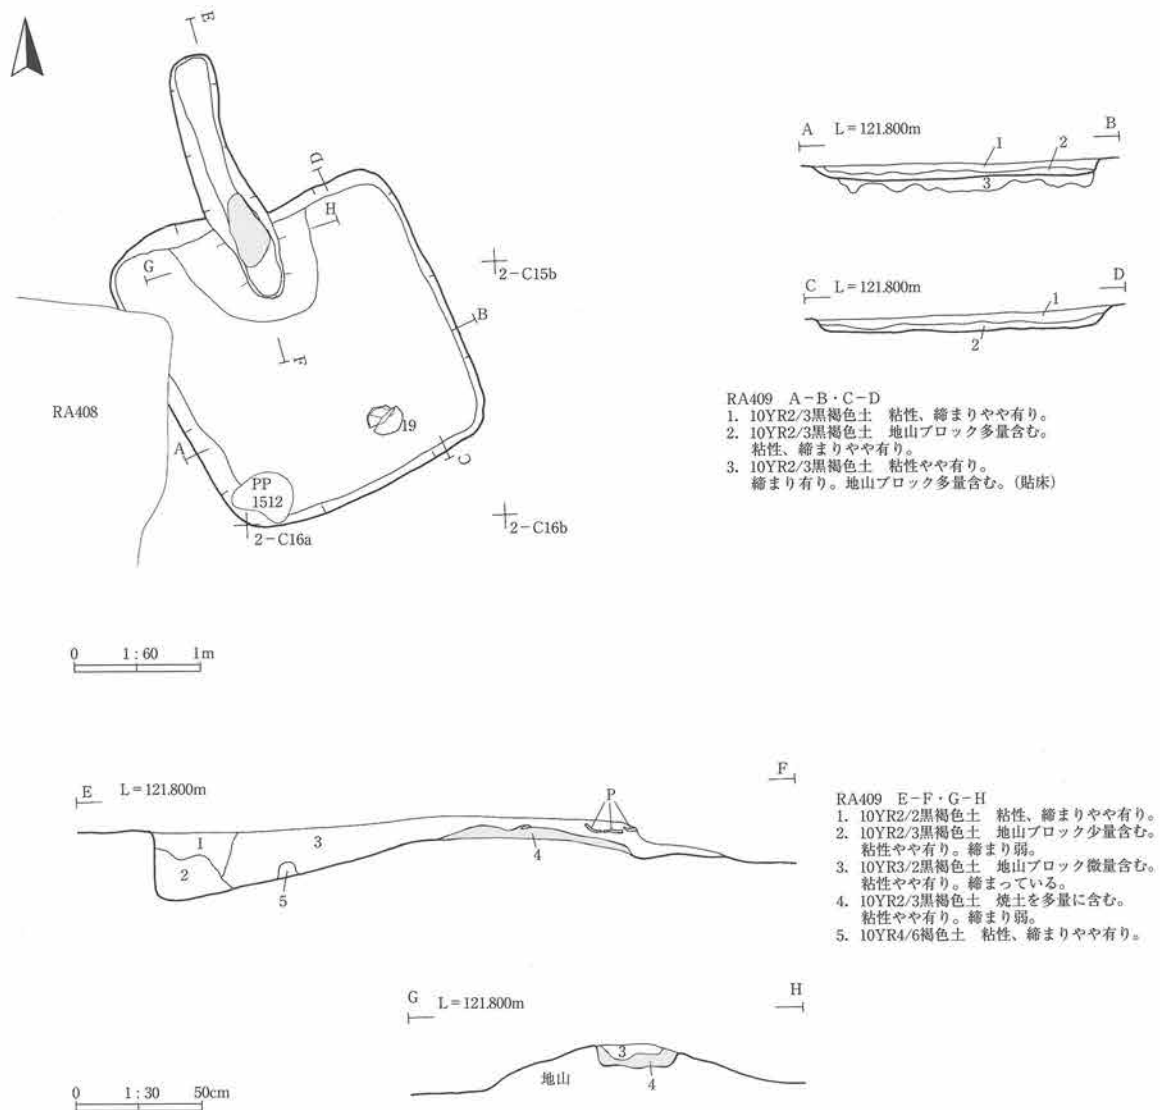 E
D
H
G
2-C15b
B
F
RA408
19
A
C
PP
1512
2-C16a
2-C16b
A L=121.800m B
1 2
3
C L=121.800m D
1
2
RA409 A-B・C-D
1. 10YR2/3黒褐色土 粘性、締まりやや有り。
2. 10YR2/3黒褐色土 地山ブロック多量含む。
粘性、締まりやや有り。
3. 10YR2/3黒褐色土 粘性やや有り。
締まり有り。地山ブロック多量含む。(貼床)
0 1:60 1m
E L=121.800m F
P
1 3
2
4
5
RA409 E-F・G-H
1. 10YR2/2黒褐色土 粘性、締まりやや有り。
2. 10YR2/3黒褐色土 地山ブロック少量含む。
粘性やや有り。締まり弱。
3. 10YR3/2黒褐色土 地山ブロック微量含む。
粘性やや有り。締まっている。
4. 10YR2/3黒褐色土 焼土を多量に含む。
粘性やや有り。締まり弱。
5. 10YR4/6褐色土 粘性、締まりやや有り。
G L=121.800m H
3
地山
4
0 1:30 50cm